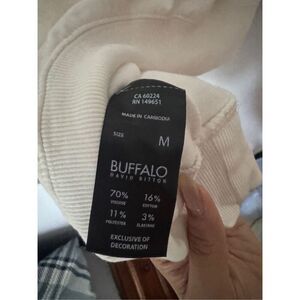 CA 60224
RN 149651
MADE IN CAMBODIA
SIZE M
BUFFALO
DAVID BITTON
70% 16%
VISCOSE COTTON
11% 3%
POLYESTER ELASTANE
EXCLUSIVE OF
DECORATION